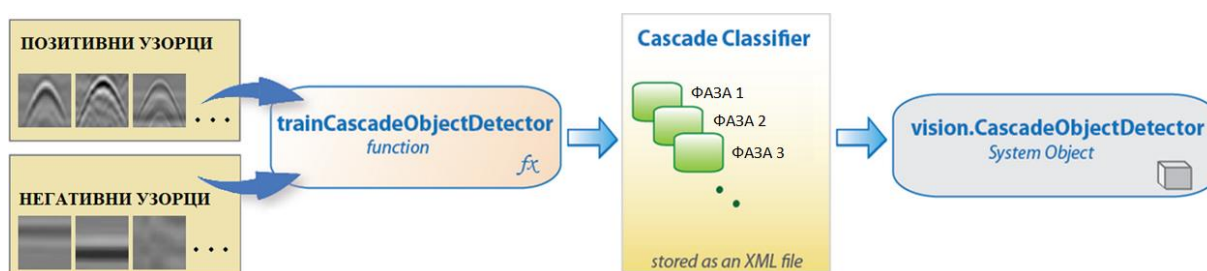 ПОЗИТИВНИ УЗОРЦИ
. . .
НЕГАТИВНИ УЗОРЦИ
. . .
trainCascadeObjectDetector
function
fx
Cascade Classifier
ФАЗА 1
ФАЗА 2
ФАЗА 3
stored as an XML file
vision.CascadeObjectDetector
System Object